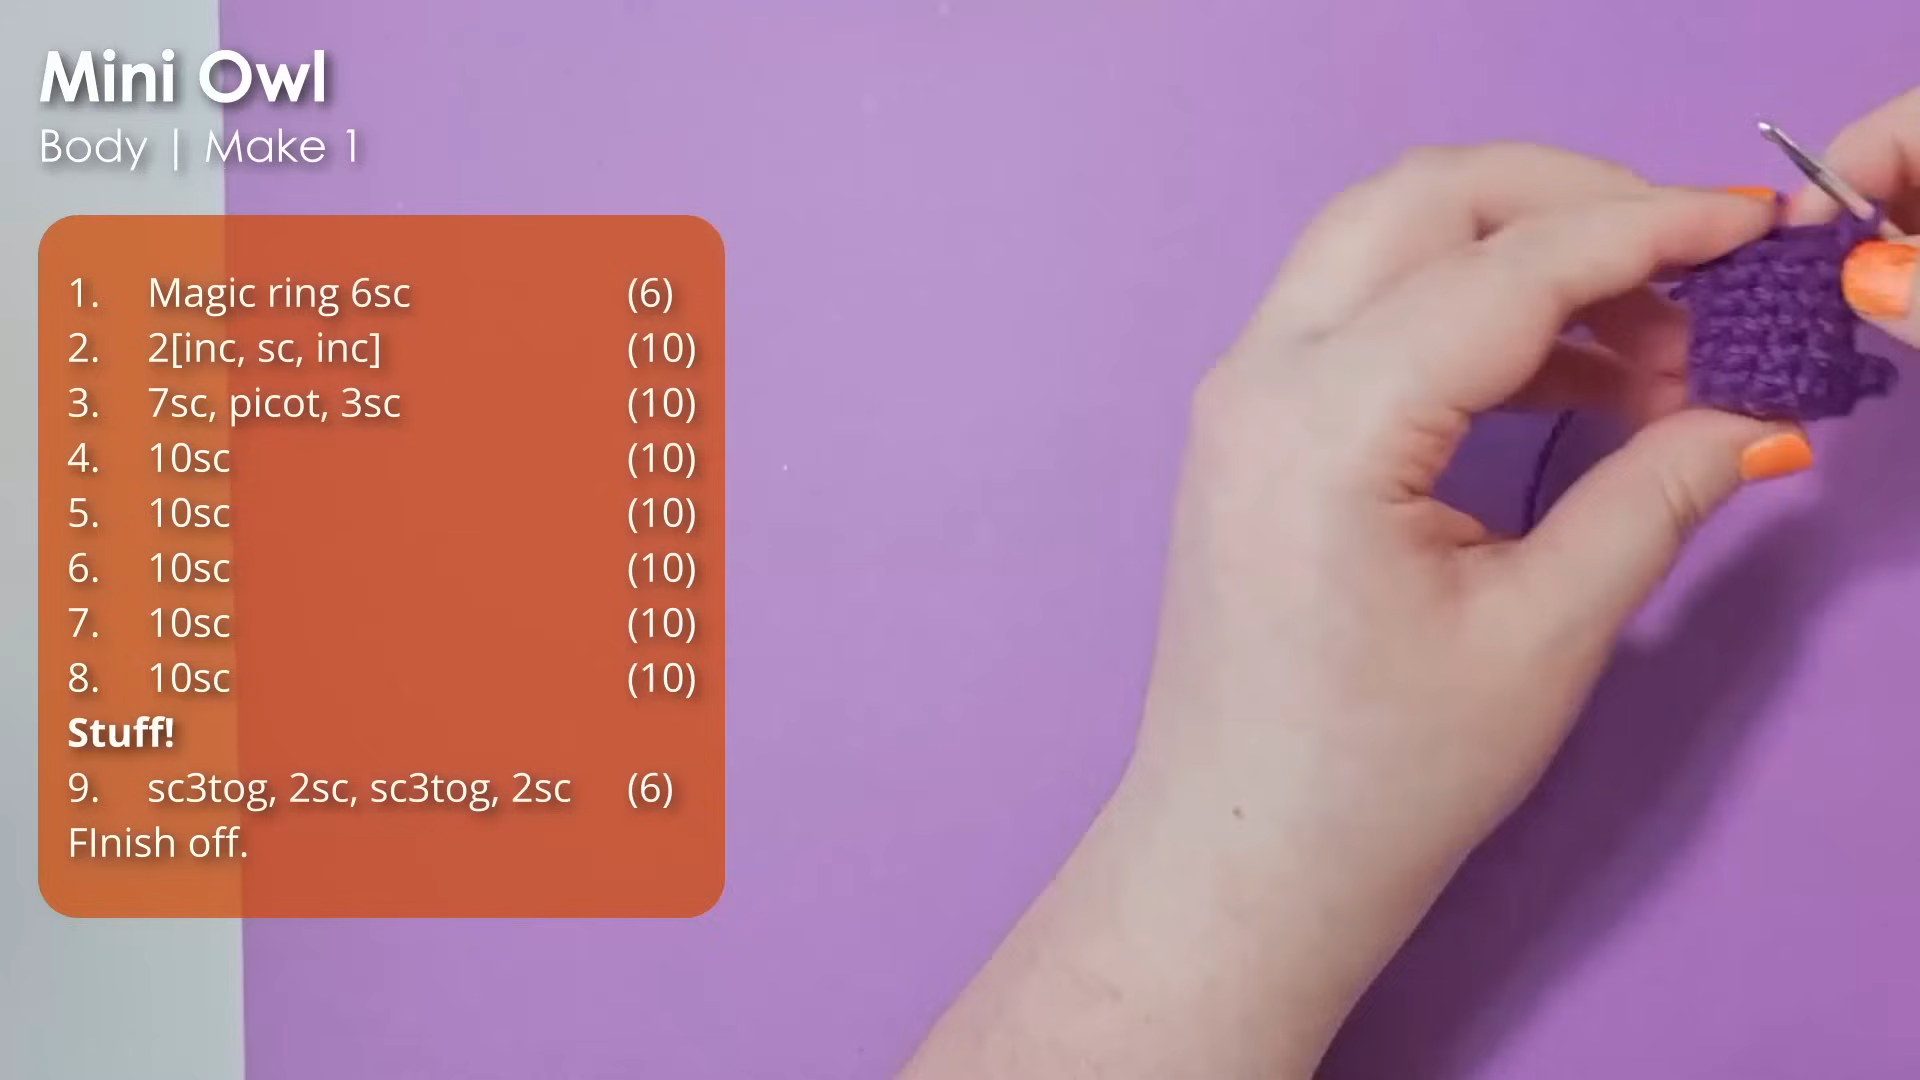 Mini Owl
Body | Make 1
1. Magic ring 6sc (6)
2. 2[inc, sc, inc] (10)
3. 7sc, picot, 3sc (10)
4. 10sc (10)
5. 10sc (10)
6. 10sc (10)
7. 10sc (10)
8. 10sc (10)
Stuff!
9. sc3tog, 2sc, sc3tog, 2sc (6)
FInish off.